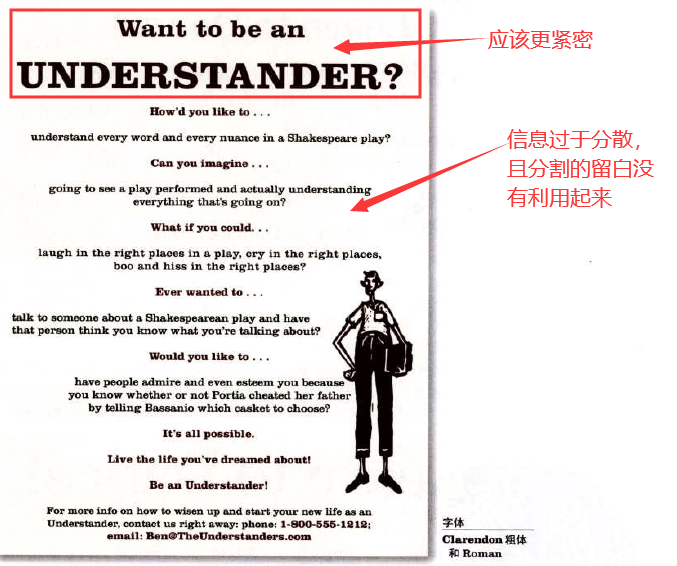 Want to be an
UNDERSTANDER?
How'd you like to . . .
understand every word and every nuance in a Shakespeare play?
Can you imagine . . .
going to see a play performed and actually understanding
everything that's going on?
What if you could. . .
laugh in the right places in a play, cry in the right places,
boo and hiss in the right places?
Ever wanted to . . .
talk to someone about a Shakespearean play and have
that person think you know what you're talking about?
Would you like to . . .
have people admire and even esteem you because
you know whether or not Portia cheated her father
by telling Bassanio which casket to choose?
It's all possible.
Live the life you've dreamed about!
Be an Understander!
For more info on how to wisen up and start your new life as an
Understander, contact us right away: phone: 1-800-555-1212;
email: Ben@TheUnderstanders.com
应该更紧密
信息过于分散，
且分割的留白没
有利用起来
字体
Clarendon 粗体
和 Roman